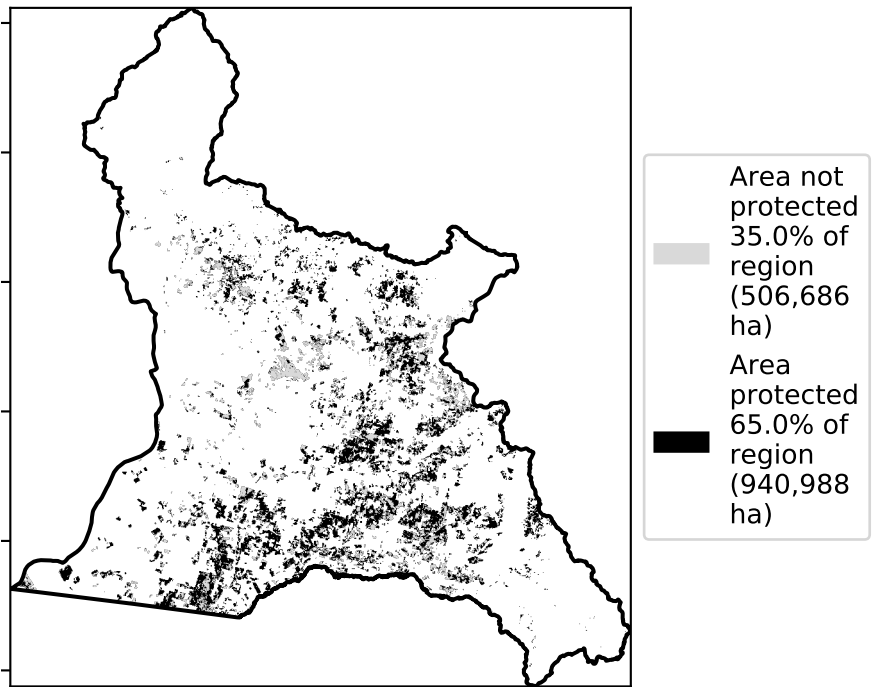 Area not
protected
35.0% of
region
(506,686
ha)
Area
protected
65.0% of
region
(940,988
ha)